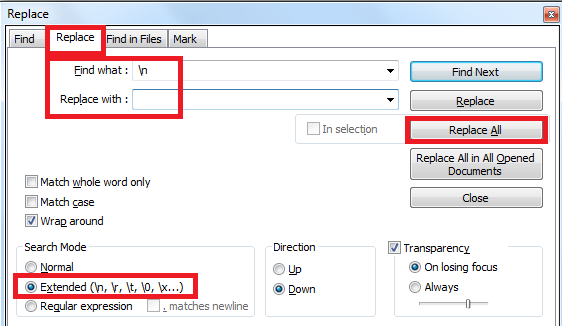 Replace
Find Replace Find in Files Mark
Find what : \n
Find Next
Replace with :
Replace
In selection
Replace All
Replace All in All Opened
Documents
Match whole word only
Match case
Close
Wrap around
Search Mode
Direction
Transparency
Normal
Up
On losing focus
Extended (\n, \r, \t, \0, \x...)
Down
Always
Regular expression
. matches newline